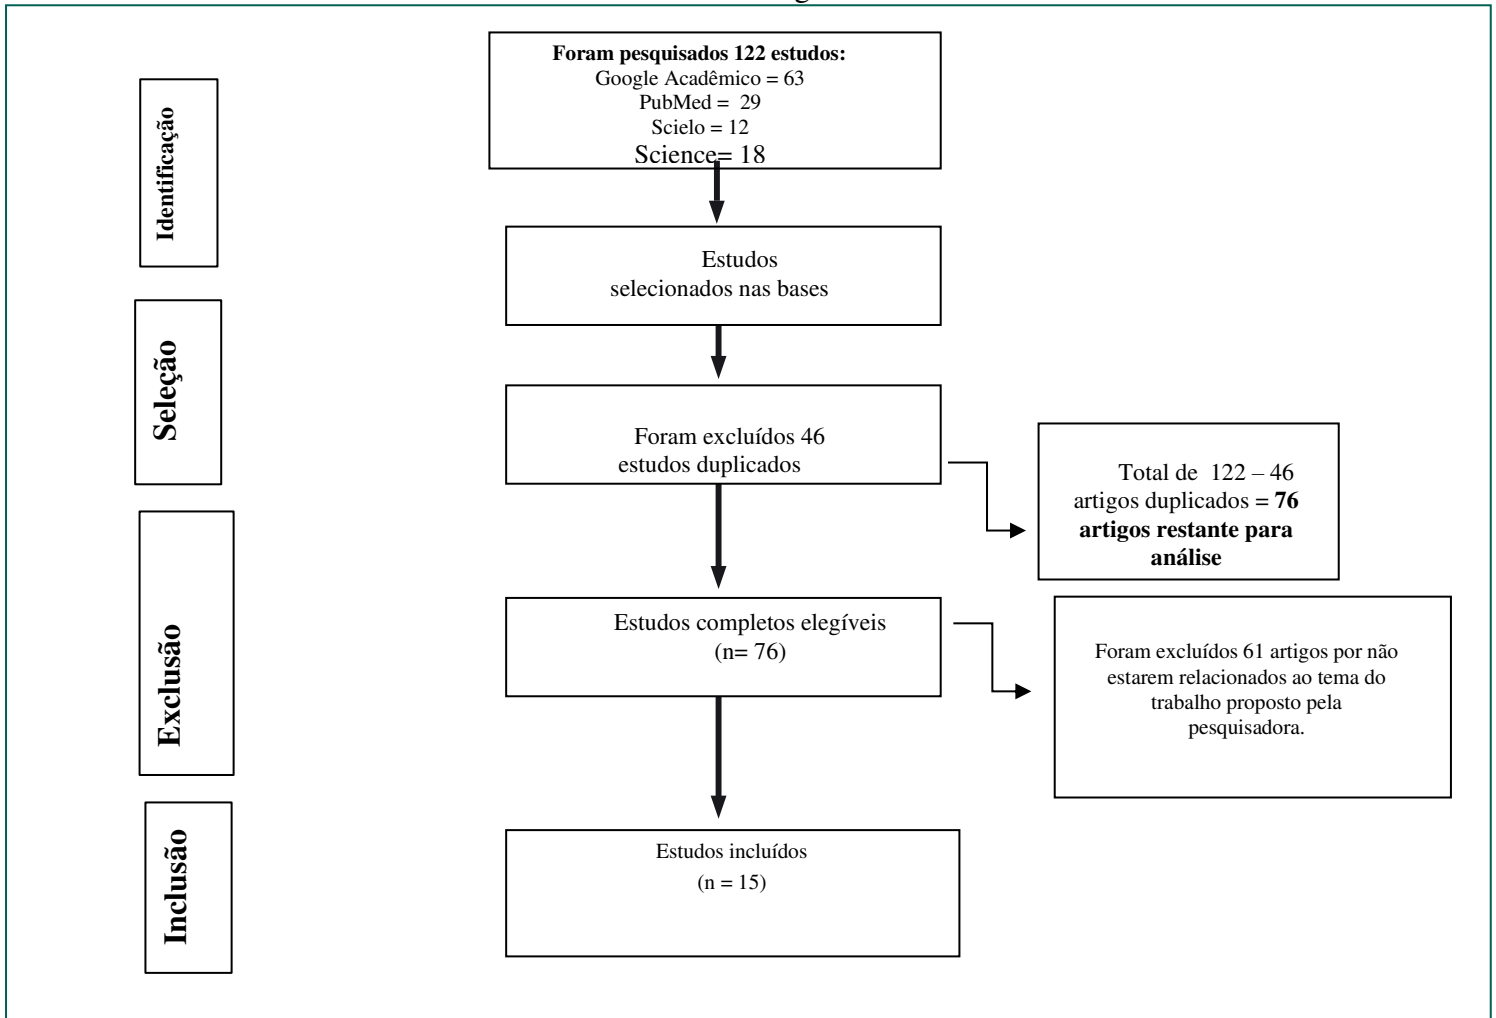 Foram pesquisados 122 estudos:
Google Acadêmico = 63
PubMed = 29
Scielo = 12
Science= 18
Identificação
Estudos
selecionados nas bases
Seleção
Foram excluídos 46
estudos duplicados
Total de 122 – 46
artigos duplicados = 76
artigos restante para
análise
Exclusão
Estudos completos elegíveis
(n= 76)
Foram excluídos 61 artigos por não
estarem relacionados ao tema do
trabalho proposto pela
pesquisadora.
Inclusão
Estudos incluídos
(n = 15)